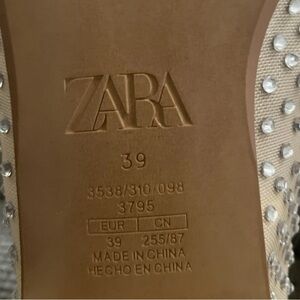 ZARA
39
3538/310/098
3795
EUR CN
39 255/87
MADE IN CHINA
HECHO EN CHINA